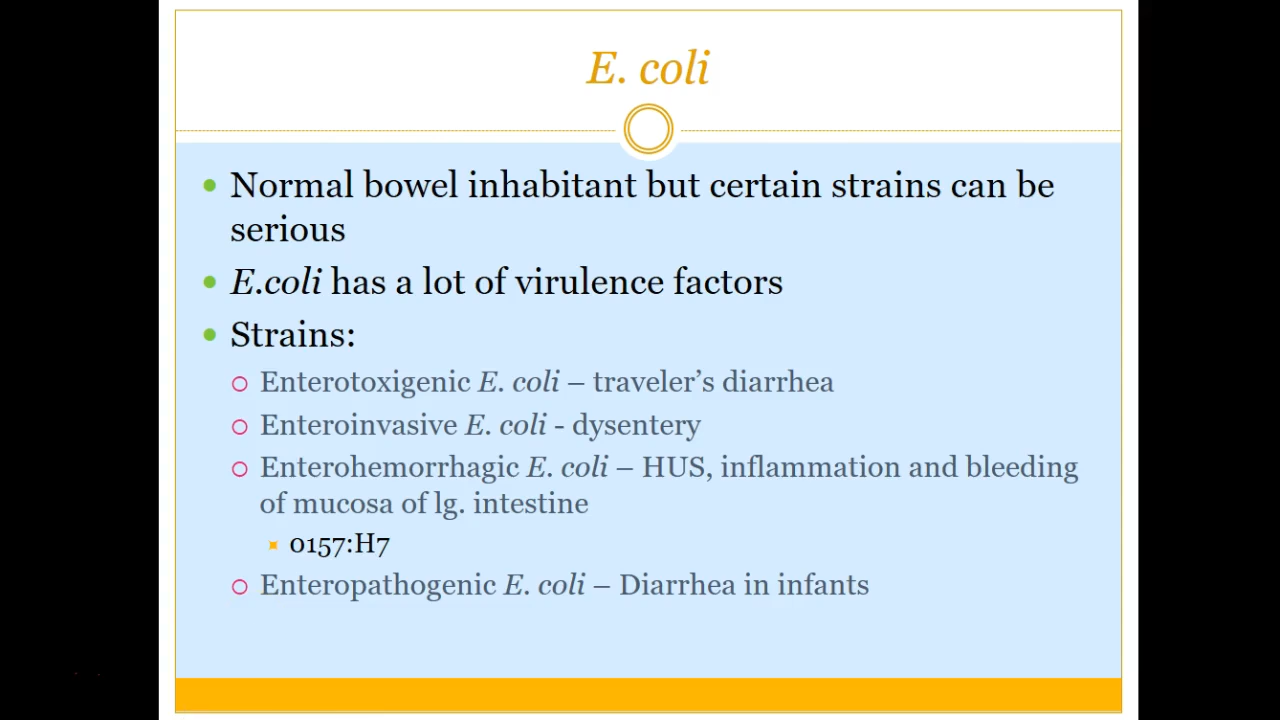 E. coli
Normal bowel inhabitant but certain strains can be
serious
E.coli has a lot of virulence factors
Strains:
Enterotoxigenic E. coli – traveler’s diarrhea
Enteroinvasive E. coli - dysentery
Enterohemorrhagic E. coli – HUS, inflammation and bleeding
of mucosa of lg. intestine
0157:H7
Enteropathogenic E. coli – Diarrhea in infants